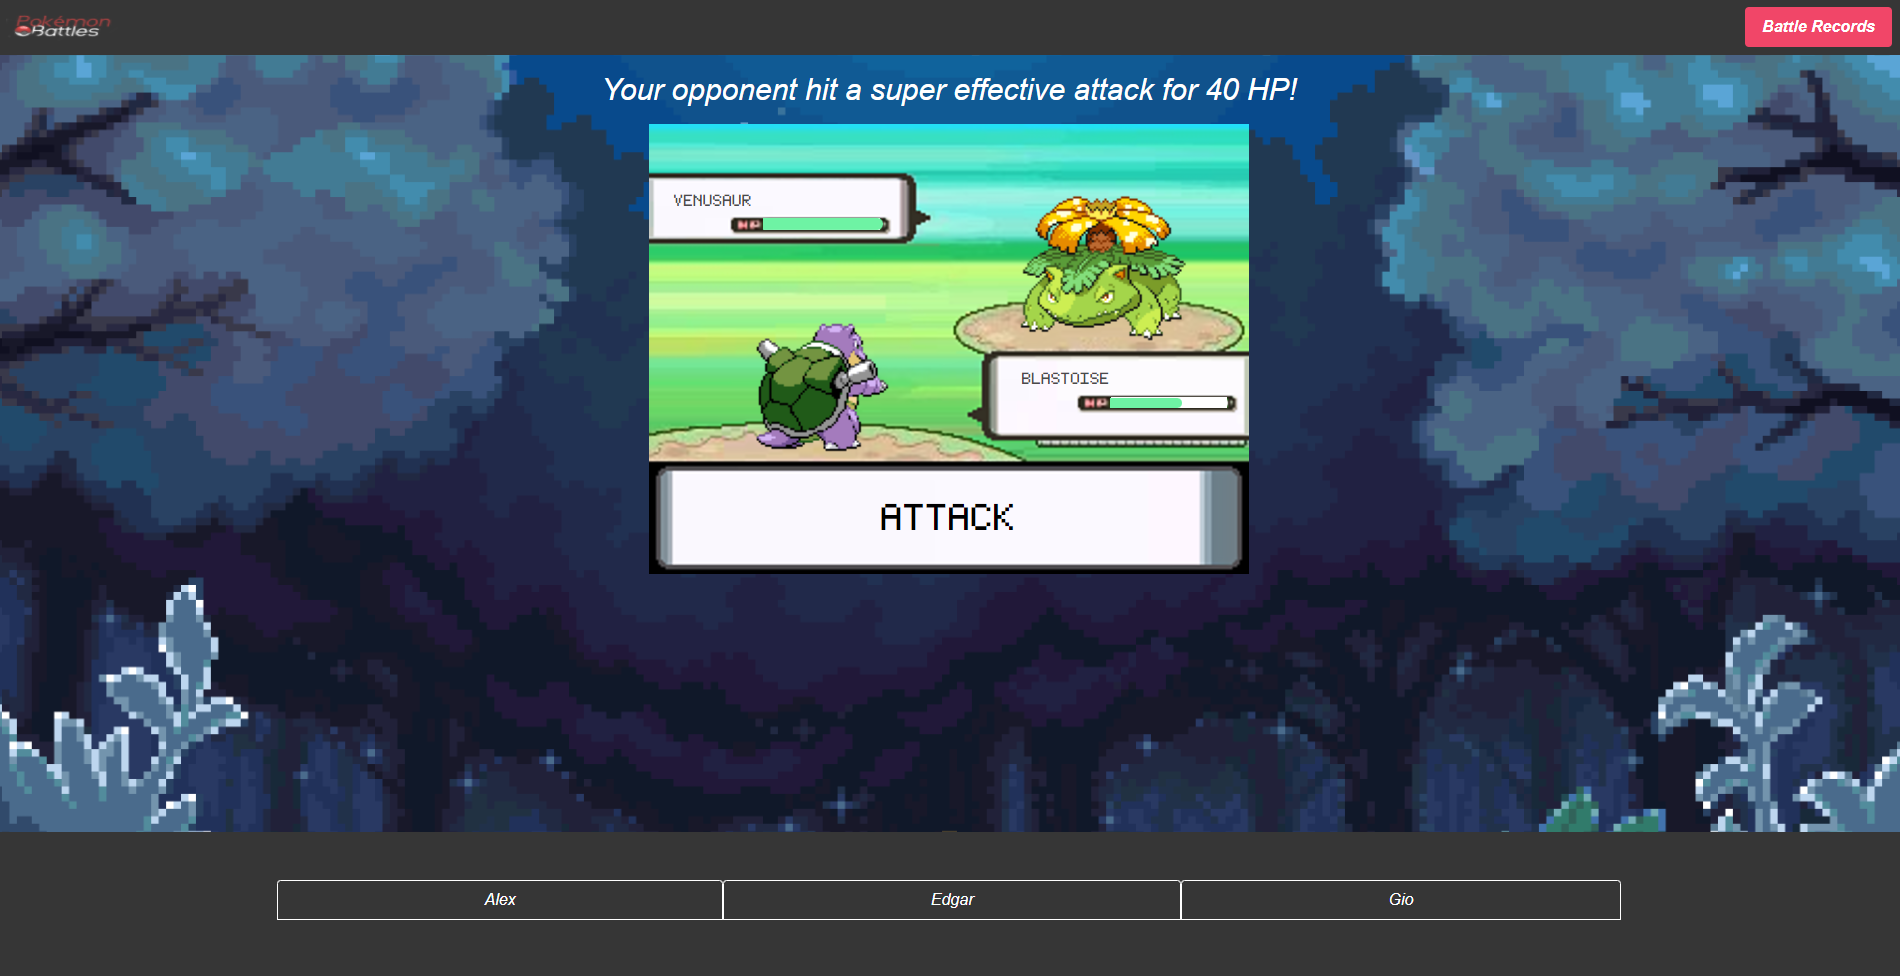 Pokémon
Battles
Battle Records
Your opponent hit a super effective attack for 40 HP!
VENUSAUR
HP
BLASTOISE
HP
ATTACK
Alex
Edgar
Gio